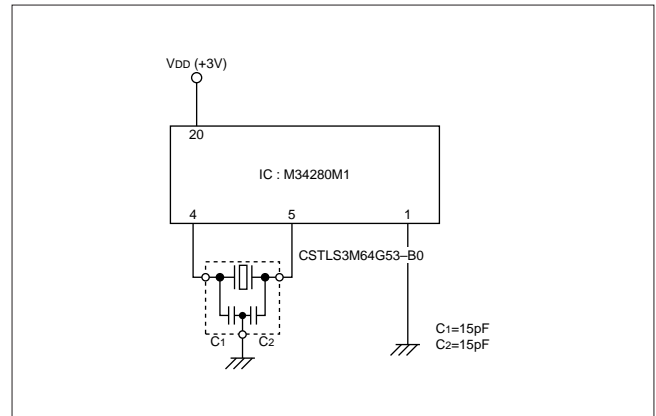 VDD (+3V)
20
IC : M34280M1
4 5 1
CSTLS3M64G53–B0
C1 C2
C1=15pF
C2=15pF